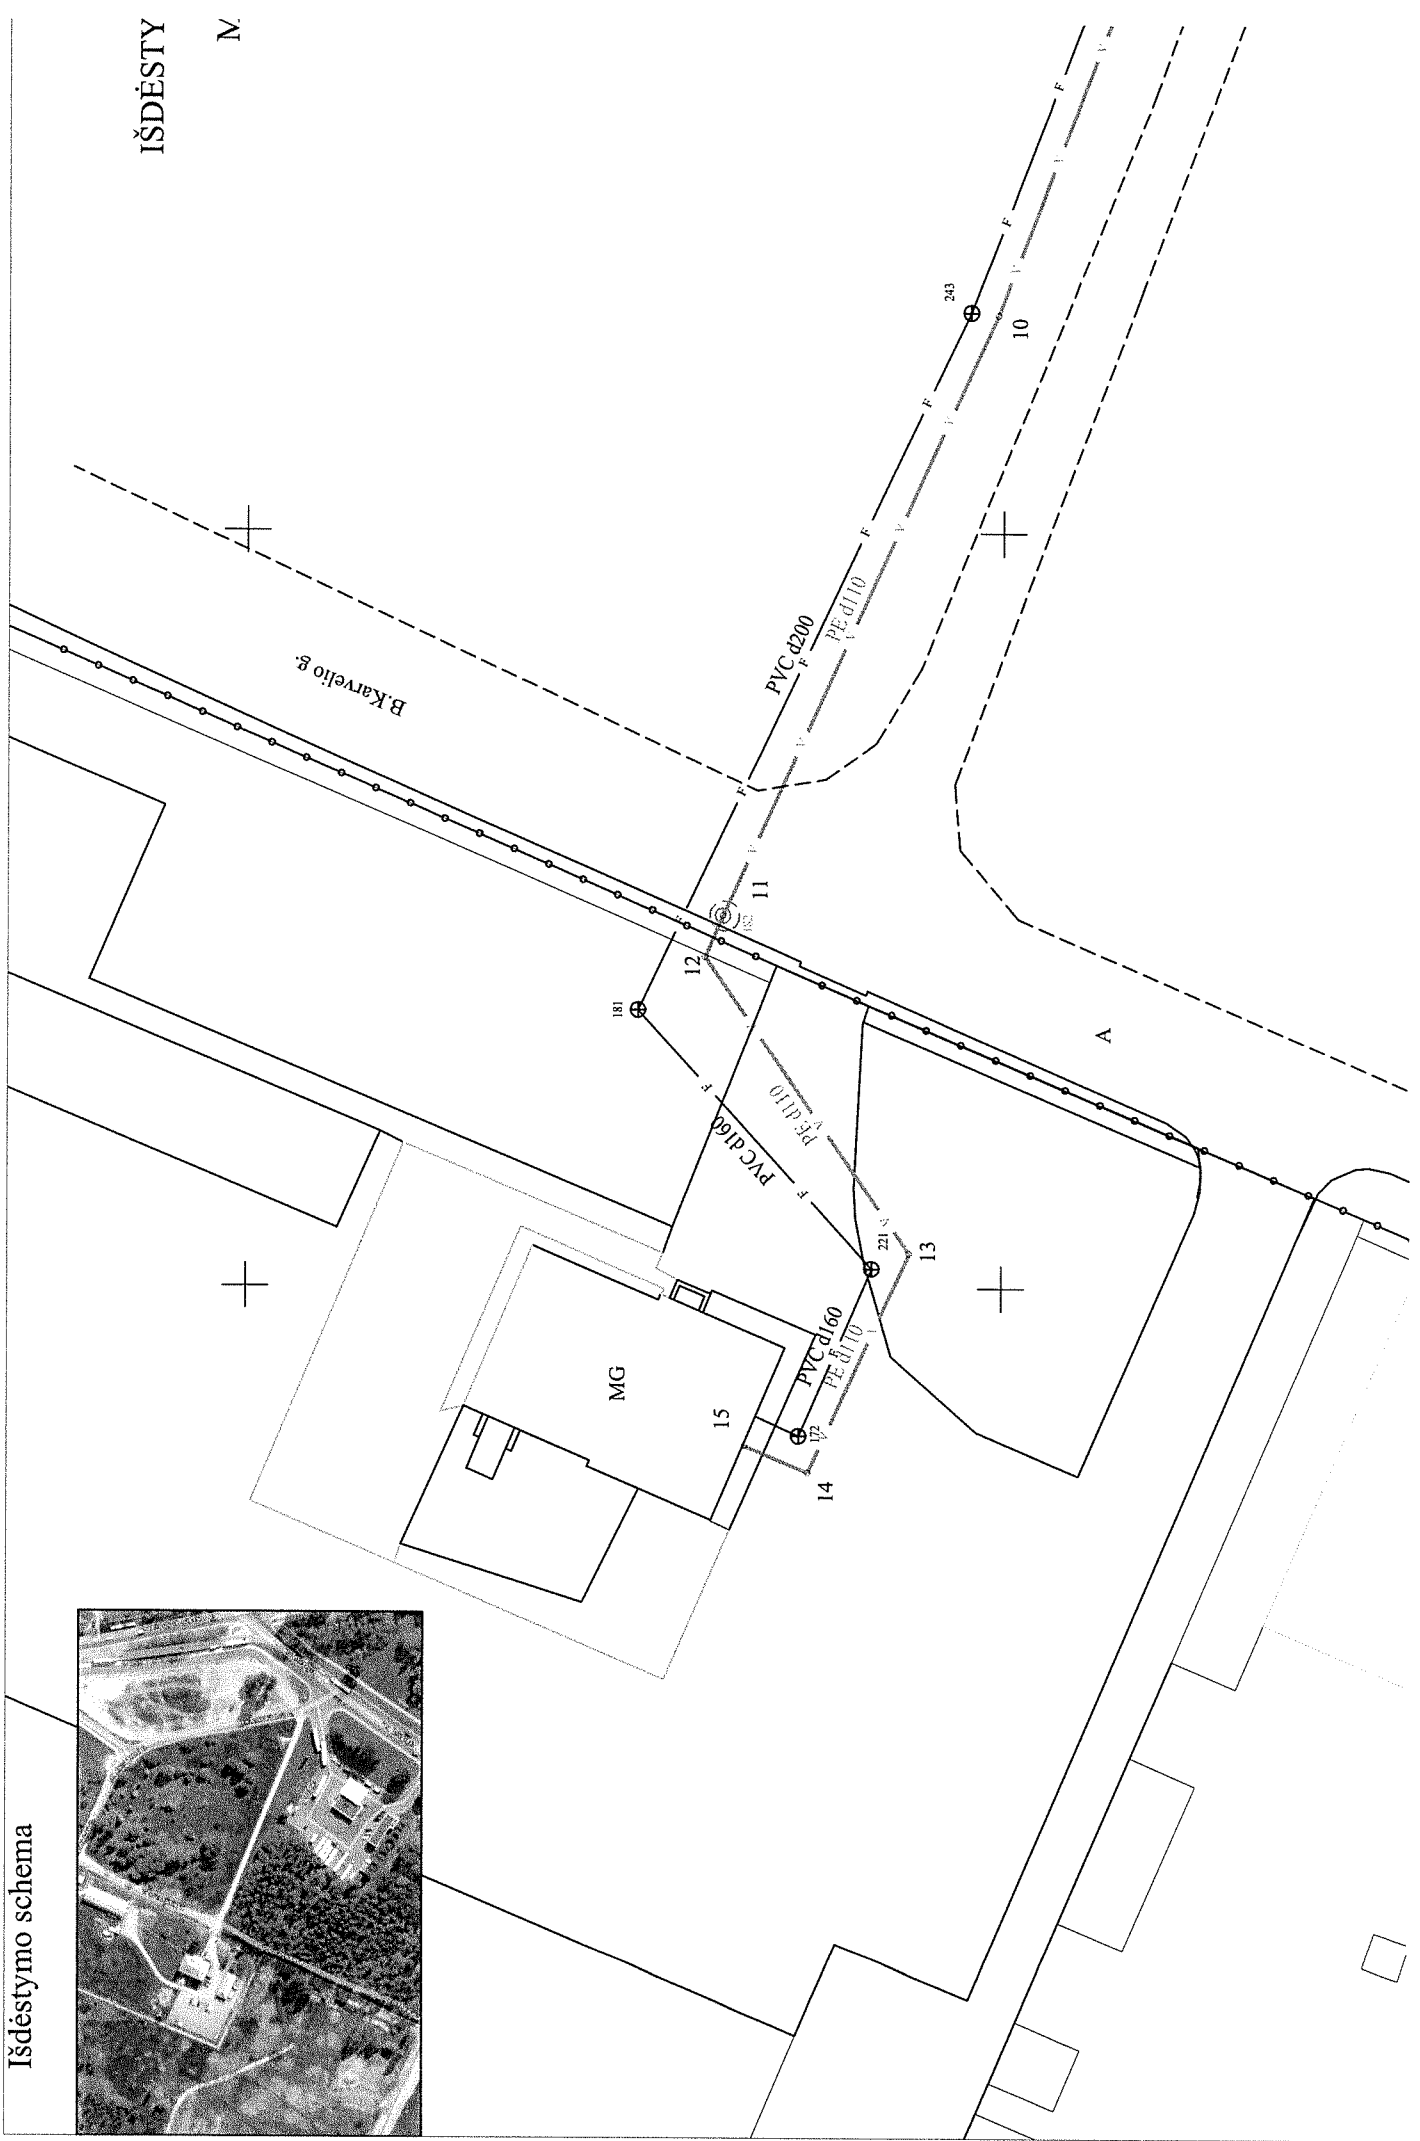 Išdėstymo schema
IŠDĖSTY
M
B.Karvelio g.
243
10
F
F
F
F
F
F
F
V
V
V
V
V
V
V
V
PVC d200
PE d110
11
182
12
181
F
F
PVC d160
PE d110
V
V
A
221
13
MG
15
PVC d160
F
PE d110
V
172
14